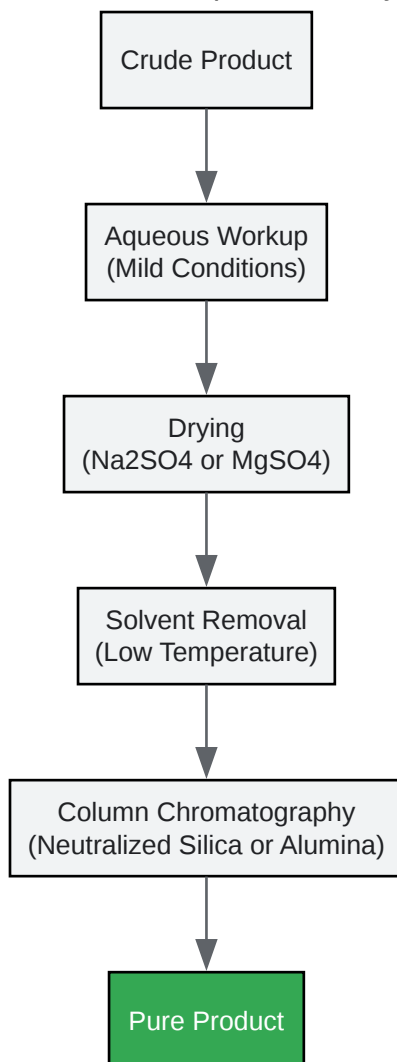 Crude Product
Aqueous Workup
(Mild Conditions)
Drying
(Na2SO4 or MgSO4)
Solvent Removal
(Low Temperature)
Column Chromatography
(Neutralized Silica or Alumina)
Pure Product